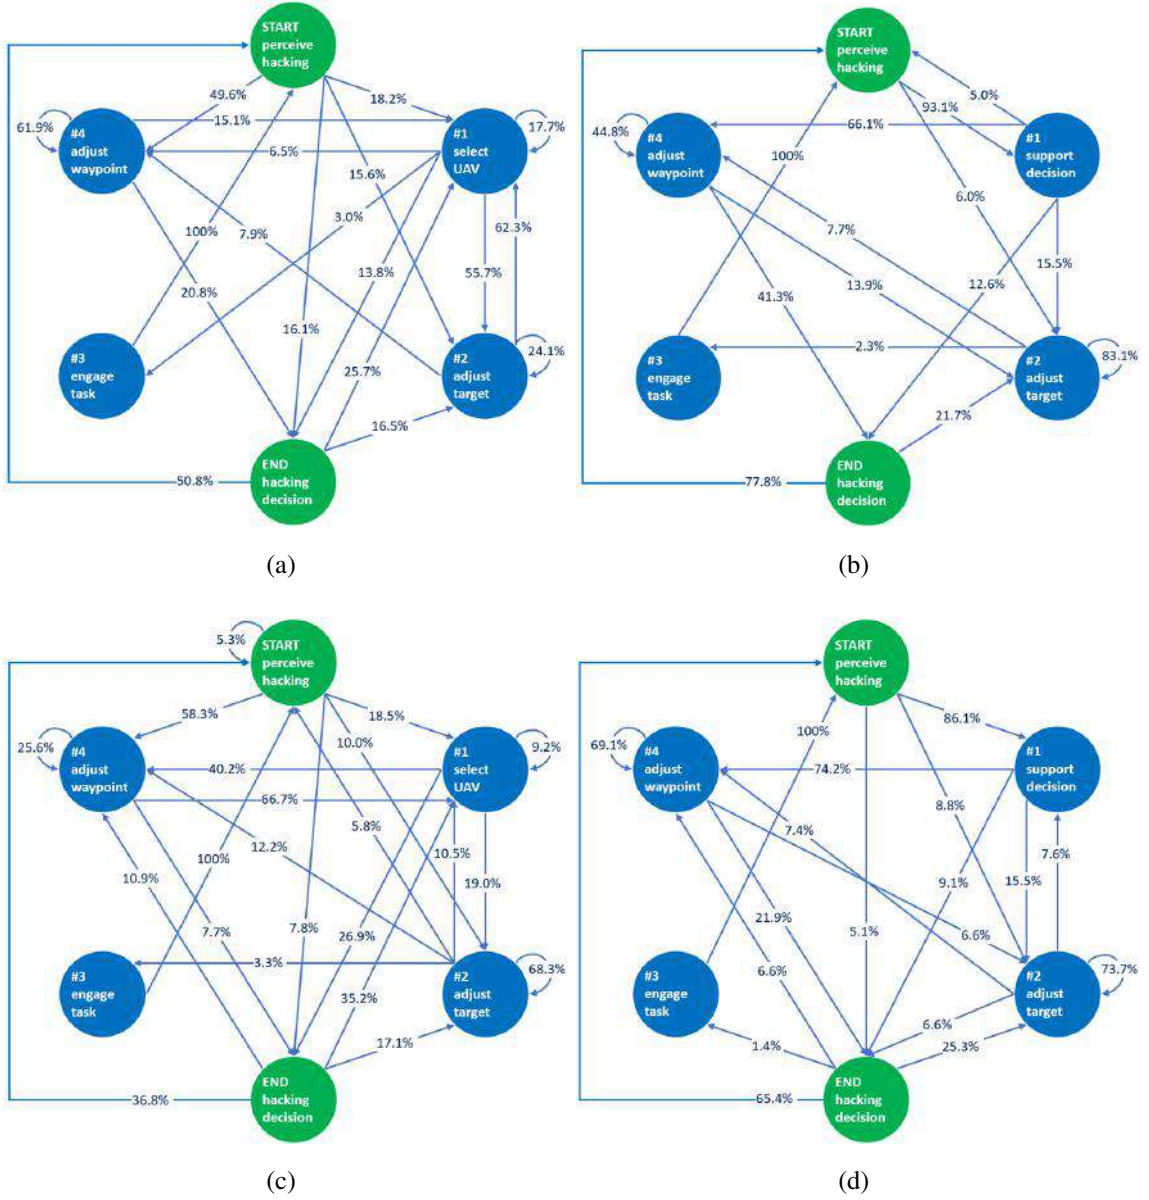 START
perceive
hacking
49.6%
18.2%
61.9%
#4
adjust
waypoint
15.1%
#1
select
UAV
17.7%
6.5%
15.6%
3.0%
62.3%
100%
7.9%
13.8%
55.7%
20.8%
16.1%
#3
engage
task
25.7%
#2
adjust
target
24.1%
16.5%
END
hacking
decision
50.8%
(a)
START
perceive
hacking
5.0%
93.1%
44.8%
#4
adjust
waypoint
66.1%
#1
support
decision
100%
6.0%
7.7%
15.5%
13.9%
12.6%
41.3%
2.3%
#3
engage
task
#2
adjust
target
83.1%
21.7%
END
hacking
decision
77.8%
(b)
5.3%
START
perceive
hacking
58.3%
18.5%
25.6%
#4
adjust
waypoint
10.0%
#1
select
UAV
9.2%
40.2%
66.7%
5.8%
12.2%
10.5%
100%
10.9%
19.0%
7.7%
7.8%
26.9%
3.3%
#3
engage
task
35.2%
#2
adjust
target
68.3%
17.1%
END
hacking
decision
36.8%
(c)
START
perceive
hacking
86.1%
100%
69.1%
#4
adjust
waypoint
74.2%
#1
support
decision
8.8%
7.4%
7.6%
9.1%
15.5%
21.9%
5.1%
6.6%
6.6%
#3
engage
task
#2
adjust
target
73.7%
6.6%
1.4%
25.3%
END
hacking
decision
65.4%
(d)